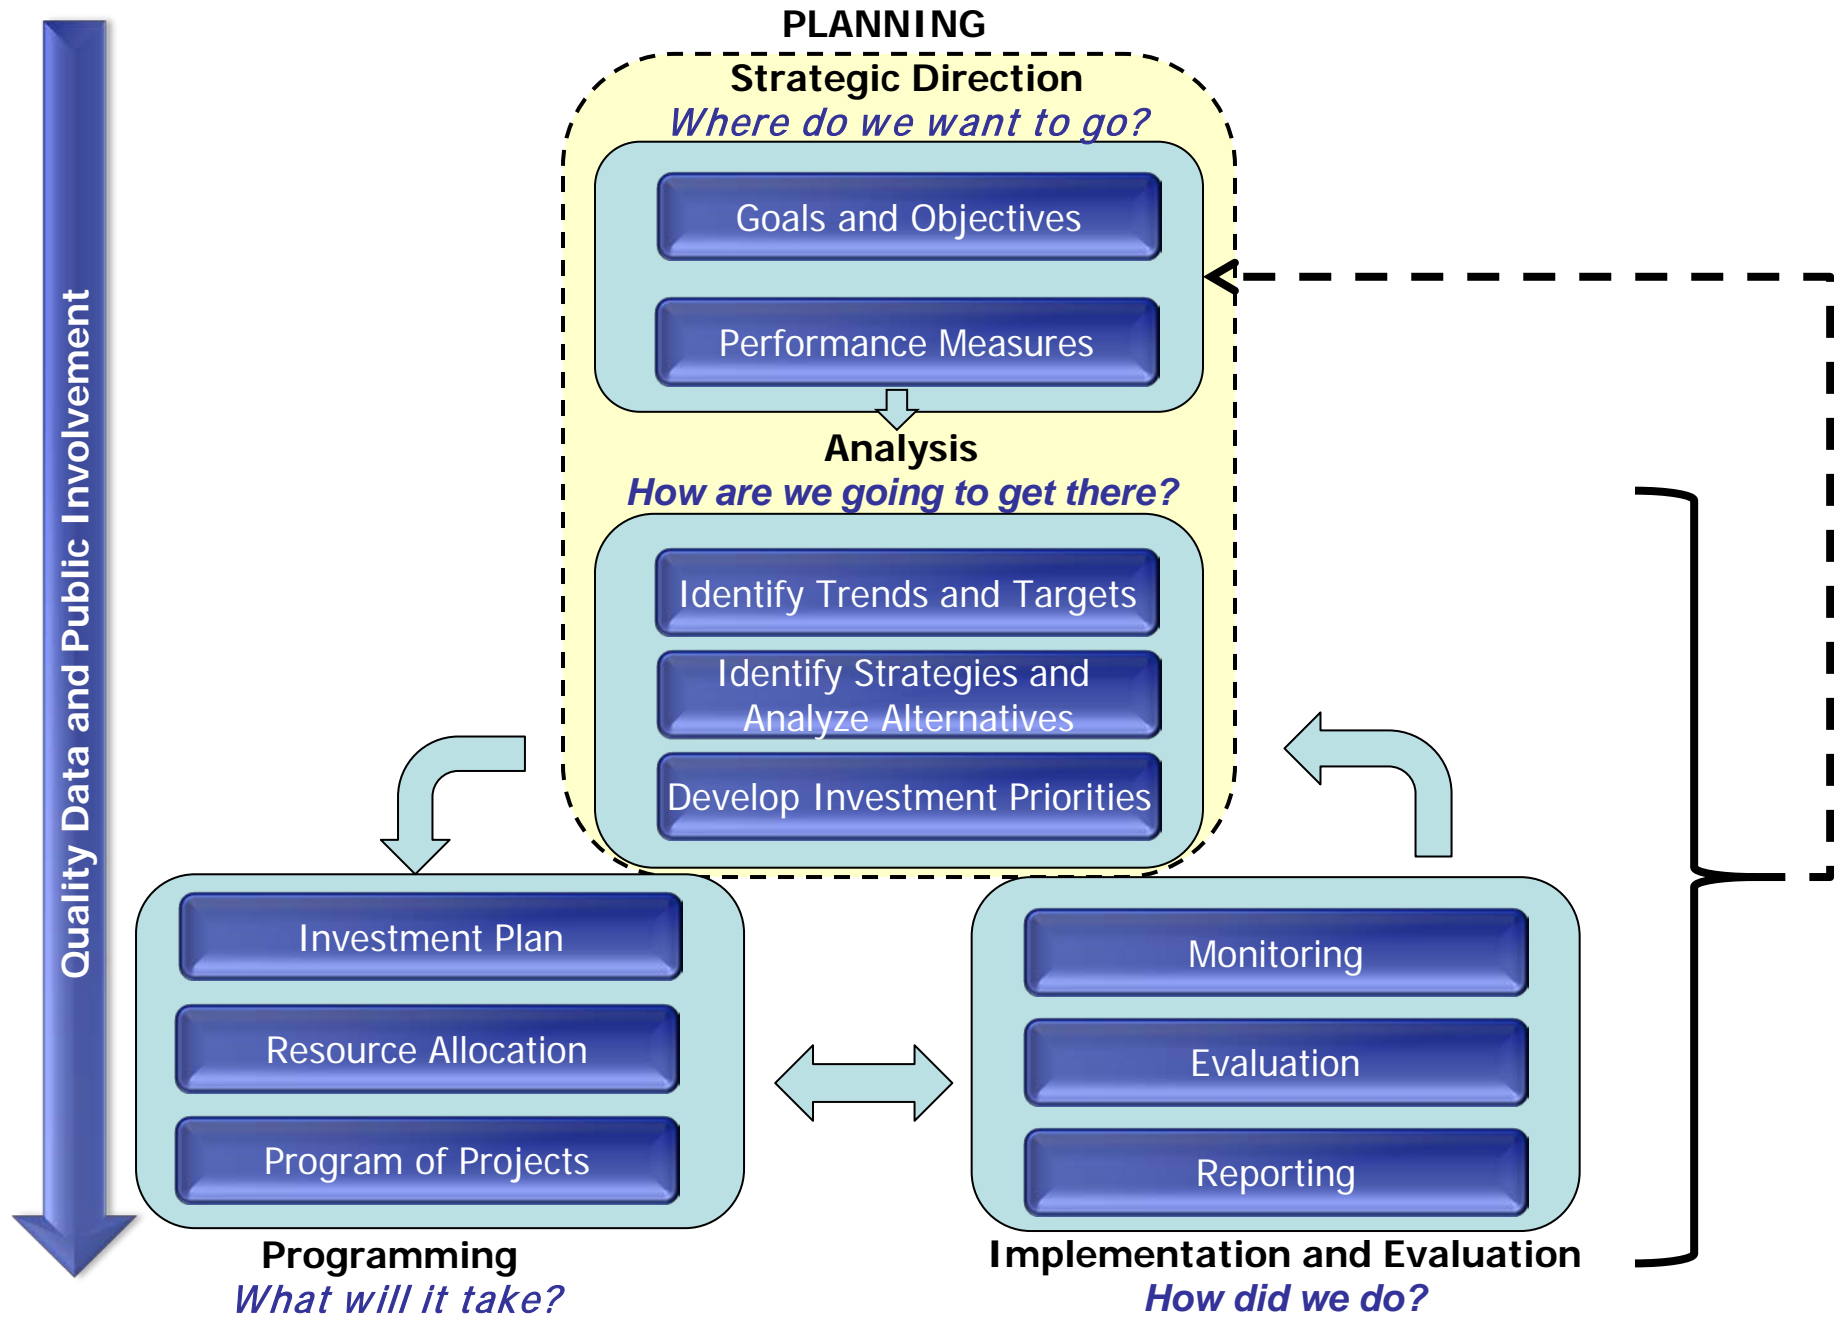 PLANNING
Strategic Direction
Where do we want to go?
Goals and Objectives
Performance Measures
Analysis
How are we going to get there?
Identify Trends and Targets
Identify Strategies and
Analyze Alternatives
Develop Investment Priorities
Quality Data and Public Involvement
Investment Plan
Resource Allocation
Program of Projects
Programming
What will it take?
Monitoring
Evaluation
Reporting
Implementation and Evaluation
How did we do?